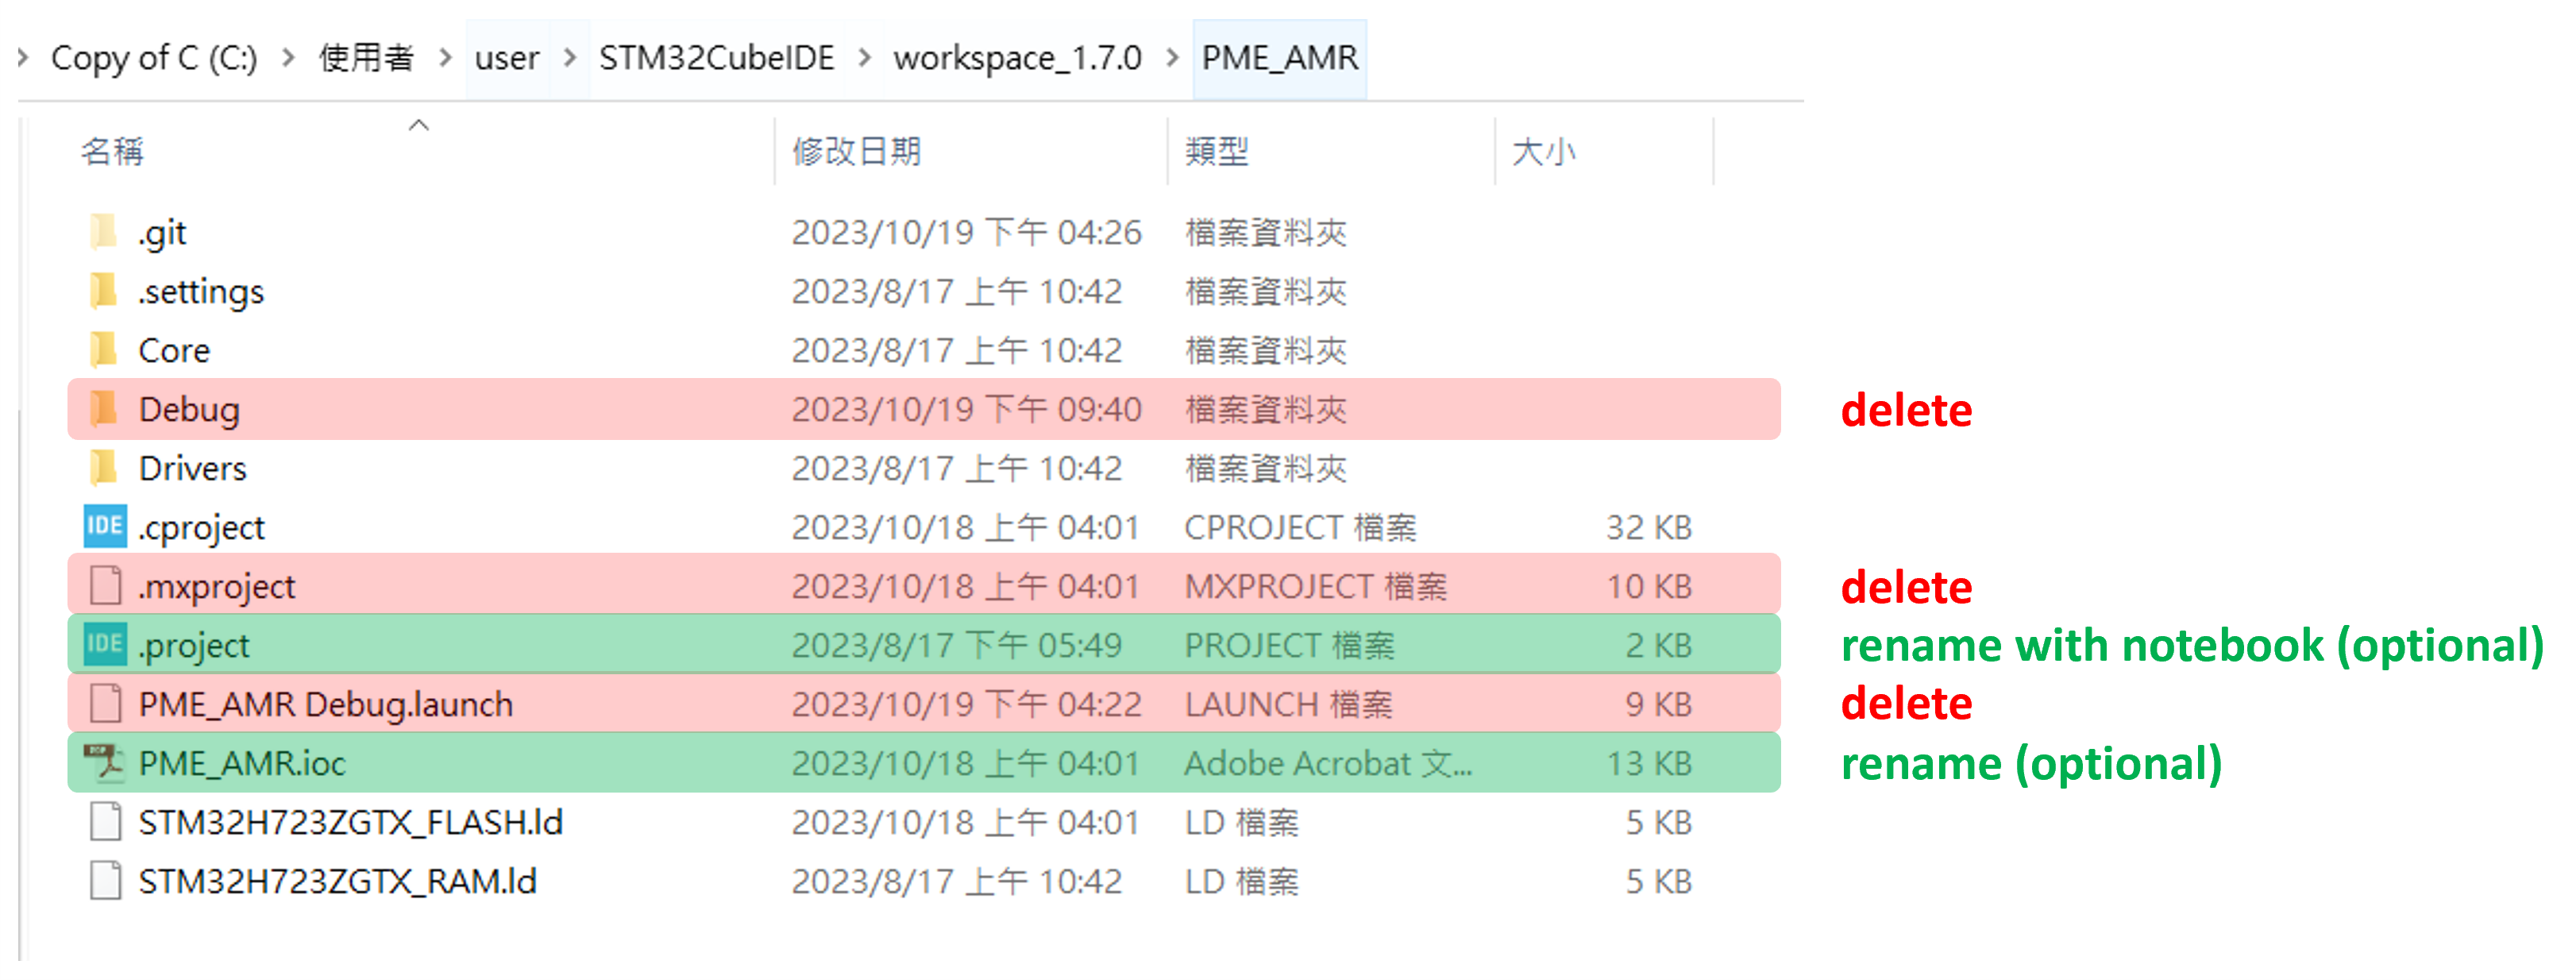 Copy of C (C:) > 使用者 > user > STM32CubeIDE > workspace_1.7.0 > PME_AMR
名稱 修改日期 類型 大小
.git 2023/10/19 下午 04:26 檔案資料夾
.settings 2023/8/17 上午 10:42 檔案資料夾
Core 2023/8/17 上午 10:42 檔案資料夾
Debug 2023/10/19 下午 09:40 檔案資料夾 delete
Drivers 2023/8/17 上午 10:42 檔案資料夾
IDE .cproject 2023/10/18 上午 04:01 CPROJECT 檔案 32 KB
.mxproject 2023/10/18 上午 04:01 MXPROJECT 檔案 10 KB delete
IDE .project 2023/8/17 下午 05:49 PROJECT 檔案 2 KB rename with notebook (optional)
PME_AMR Debug.launch 2023/10/19 下午 04:22 LAUNCH 檔案 9 KB delete
PME_AMR.ioc 2023/10/18 上午 04:01 Adobe Acrobat 文... 13 KB rename (optional)
STM32H723ZGTX_FLASH.ld 2023/10/18 上午 04:01 LD 檔案 5 KB
STM32H723ZGTX_RAM.ld 2023/8/17 上午 10:42 LD 檔案 5 KB